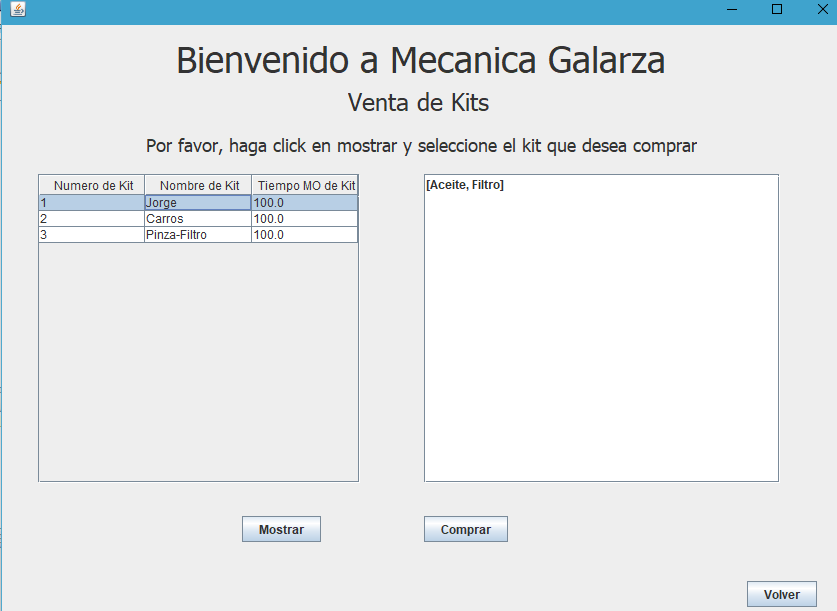 Bienvenido a Mecanica Galarza
Venta de Kits
Por favor, haga click en mostrar y seleccione el kit que desea comprar
Numero de Kit Nombre de Kit Tiempo MO de Kit
1 Jorge 100.0
2 Carros 100.0
3 Pinza-Filtro 100.0
[Aceite, Filtro]
Mostrar
Comprar
Volver